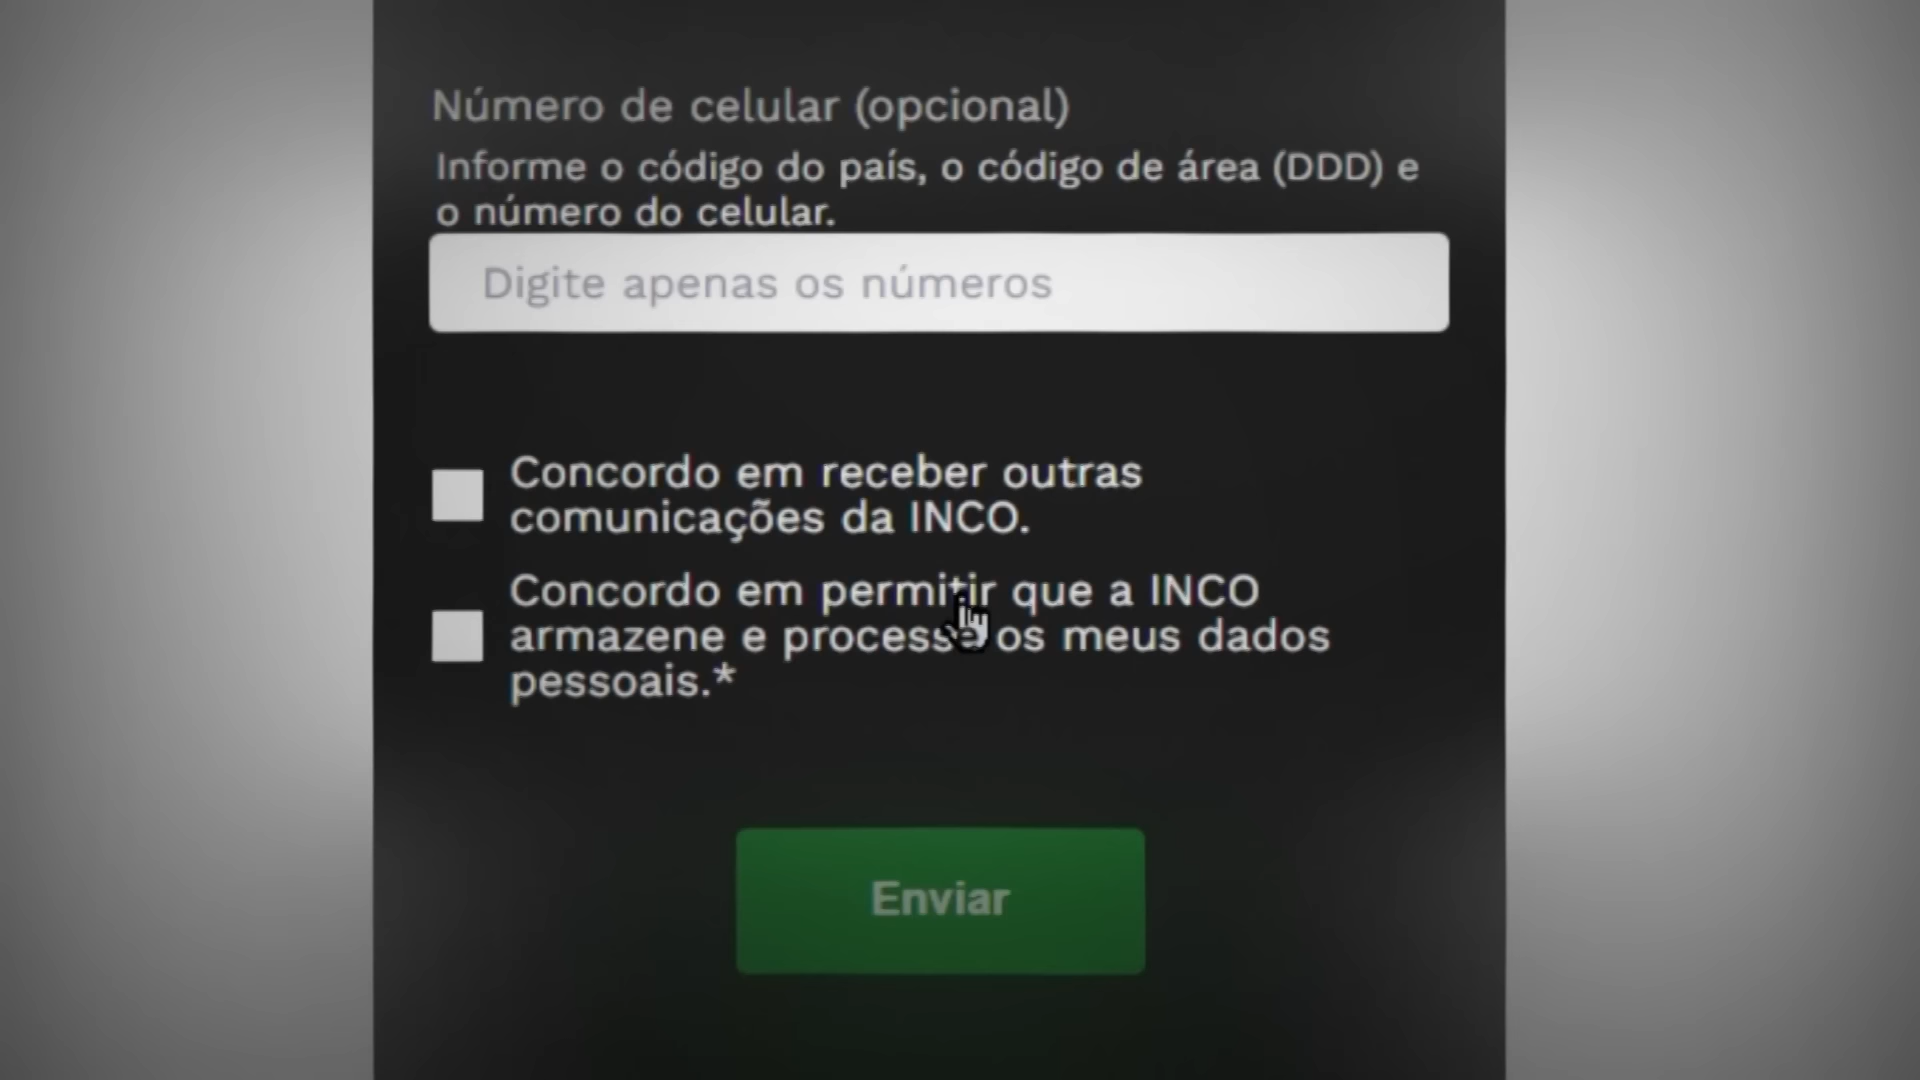 Número de celular (opcional)
Informe o código do país, o código de área (DDD) e
o número do celular.
Digite apenas os números
Concordo em receber outras
comunicações da INCO.
Concordo em permitir que a INCO
armazene e processe os meus dados
pessoais.*
Enviar